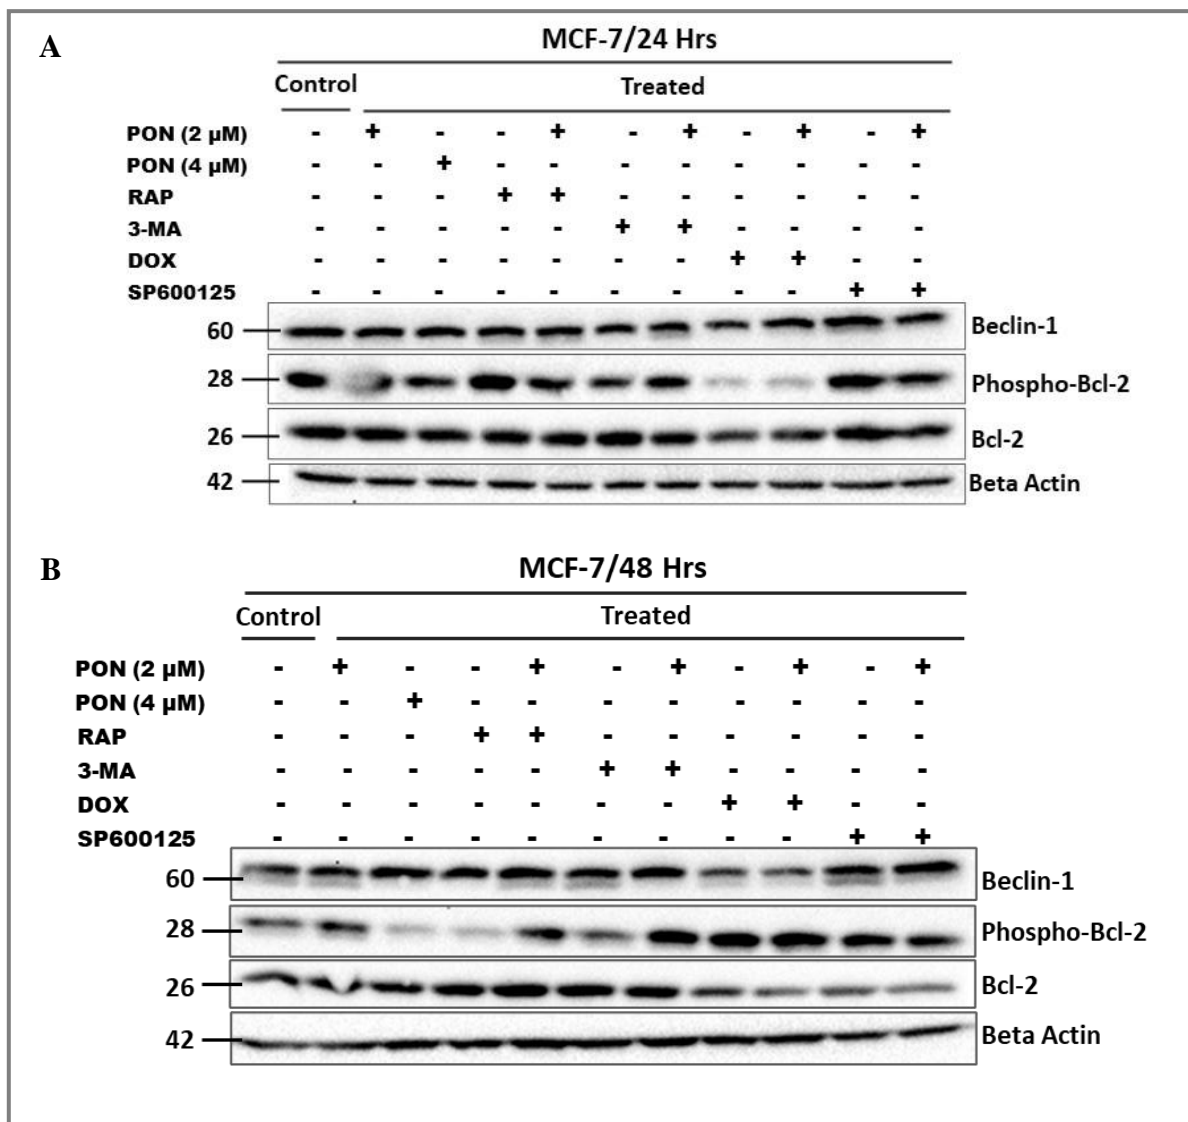 A
MCF-7/24 Hrs
Control Treated
PON (2 µM) - + - - + - + - + - +
PON (4 µM) - - + - - - - - - - -
RAP - - - + + - - - - - -
3-MA - - - - - + + - - - -
DOX - - - - - - - + + - -
SP600125 - - - - - - - - - + +
60 Beclin-1
28 Phospho-Bcl-2
26 Bcl-2
42 Beta Actin
B
MCF-7/48 Hrs
Control Treated
PON (2 µM) - + - - + - + - + - +
PON (4 µM) - - + - - - - - - - -
RAP - - - + + - - - - - -
3-MA - - - - - + + - - - -
DOX - - - - - - - + + - -
SP600125 - - - - - - - - - + +
60 Beclin-1
28 Phospho-Bcl-2
26 Bcl-2
42 Beta Actin